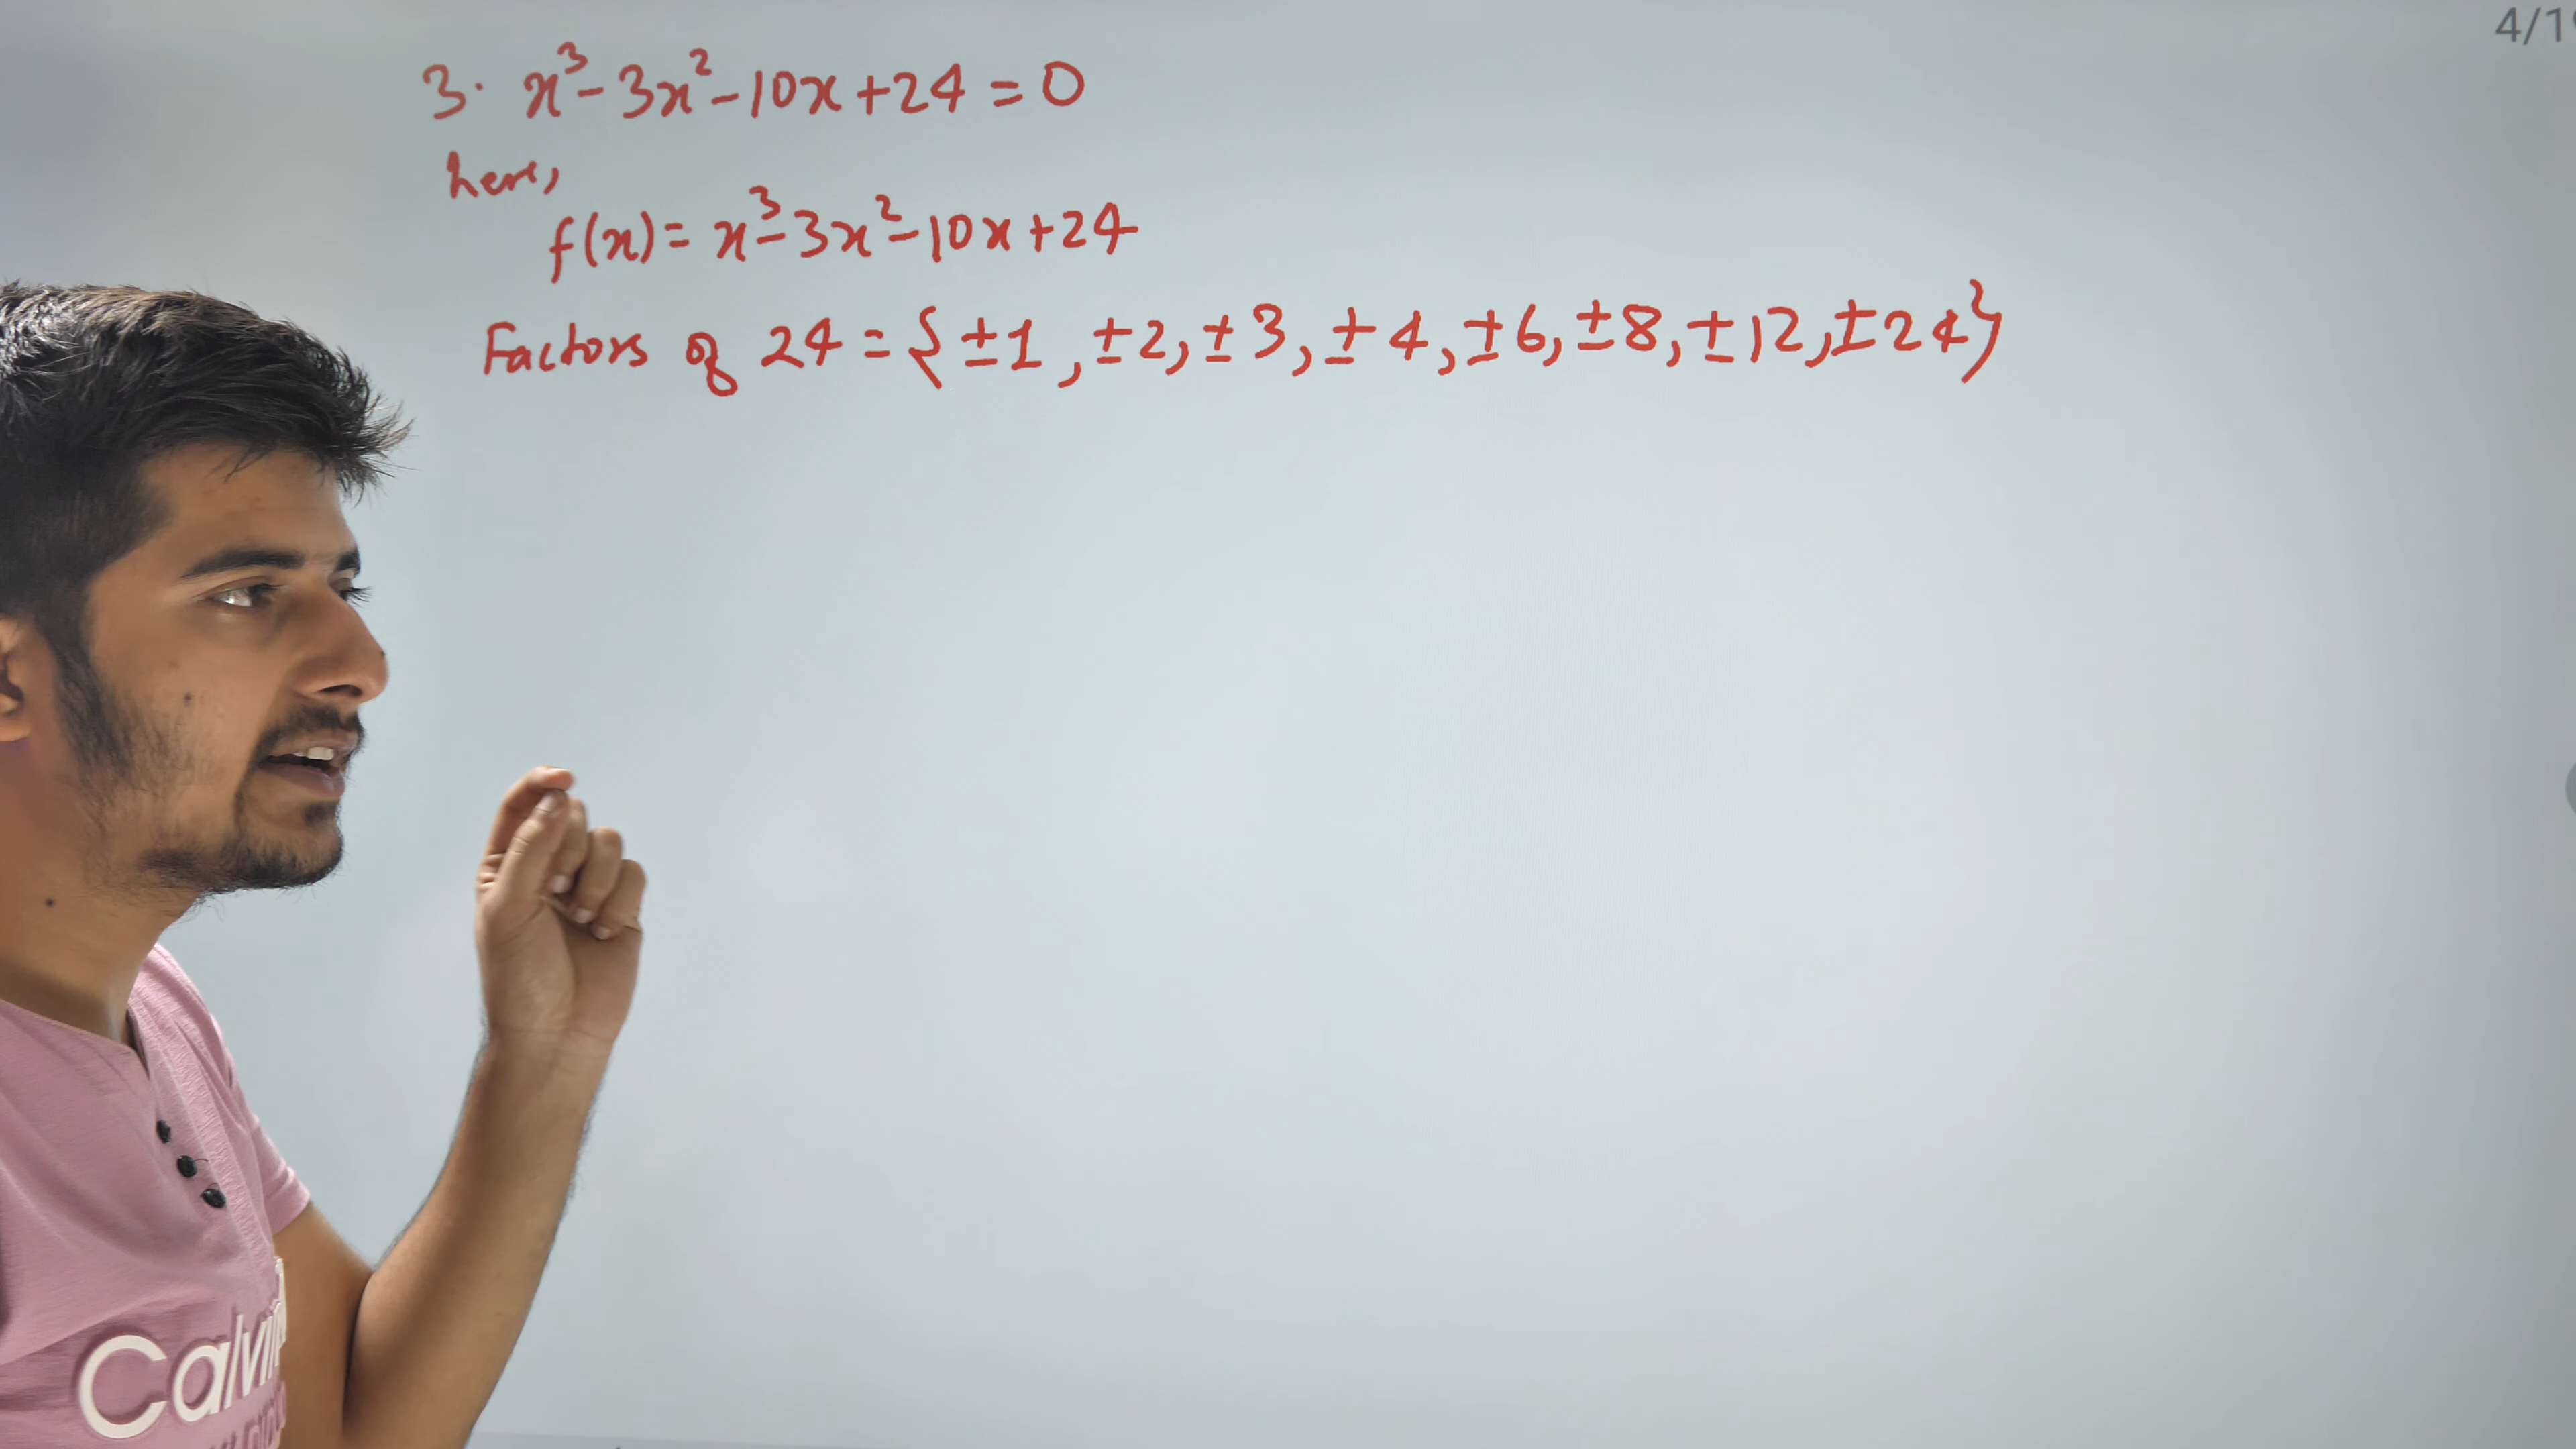 4/1
3. x³-3x²-10x+24=0
here,
f(x)= x³-3x²-10x+24
Factors of 24 = {±1, ±2, ±3, ±4, ±6, ±8, ±12, ±24}
Calvin